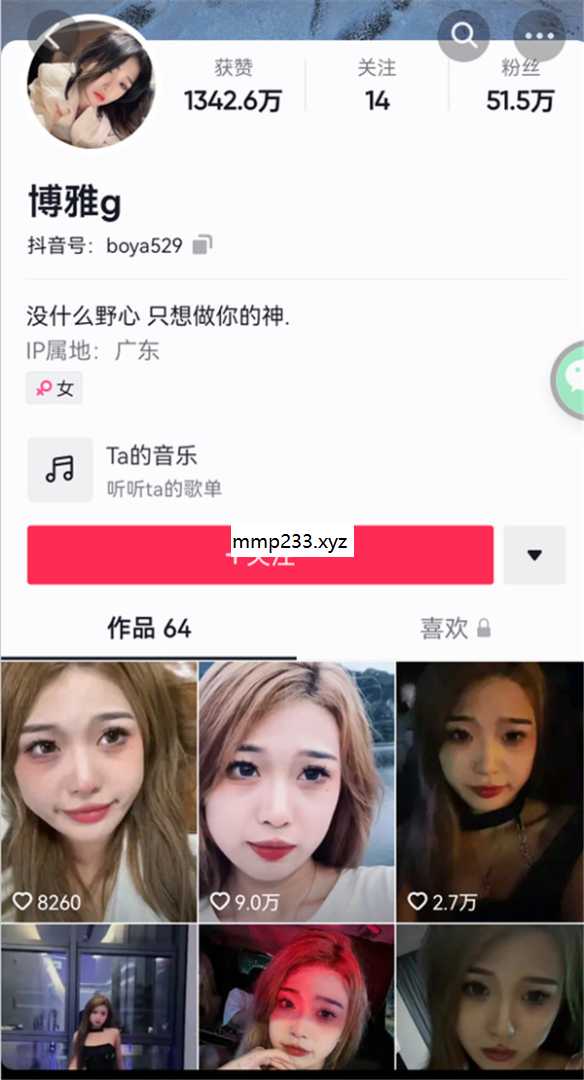 获赞 关注 粉丝
1342.6万 14 51.5万
博雅g
抖音号：boya529
没什么野心 只想做你的神.
IP属地：广东
女
Ta的音乐
听听ta的歌单
mmp233.xyz
+关注
作品 64 喜欢
8260 9.0万 2.7万